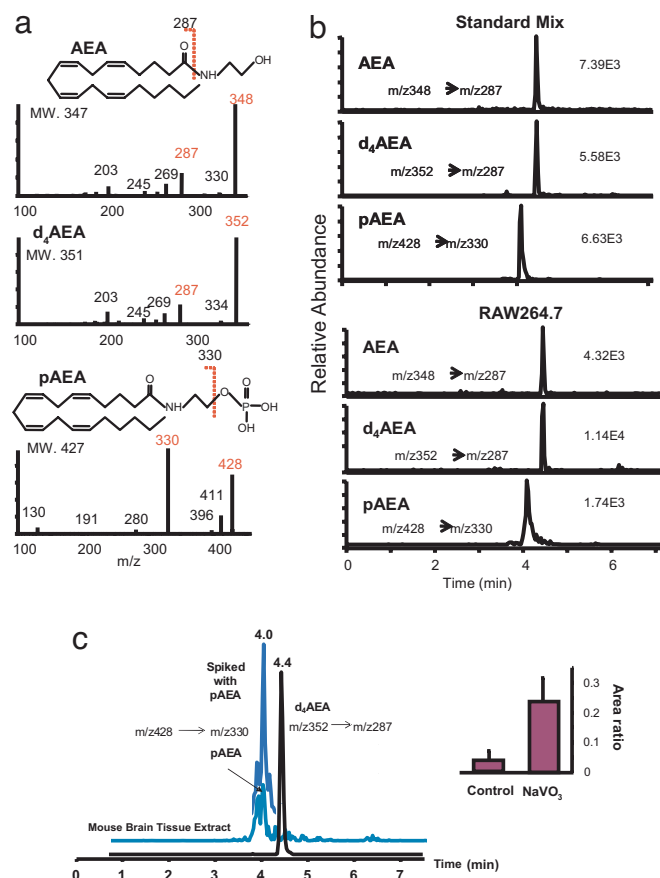 a
287
AEA
O
OH
NH
MW. 347
348
287
203
245
269
330
100 200 300
352
d₄AEA
MW. 351
287
203
245
269
334
100 200 300
330
pAEA
O
NH
O
O
P
OH
OH
MW. 427
330
428
411
130
191
280
396
100 200 300 400
m/z
b
Standard Mix
AEA
7.39E3
m/z348 m/z287
d₄AEA
5.58E3
m/z352 m/z287
pAEA
6.63E3
m/z428 m/z330
Relative Abundance
RAW264.7
AEA
4.32E3
m/z348 m/z287
d₄AEA
1.14E4
m/z352 m/z287
pAEA
1.74E3
m/z428 m/z330
0 2 4 6
Time (min)
c
4.0
4.4
Spiked
with
pAEA
d₄AEA
m/z428 m/z330
m/z352 m/z287
pAEA
Mouse Brain Tissue Extract
0 1 2 3 4 5 6 7
Time (min)
0.3
0.2
0.1
0
Area ratio
Control NaVO₃